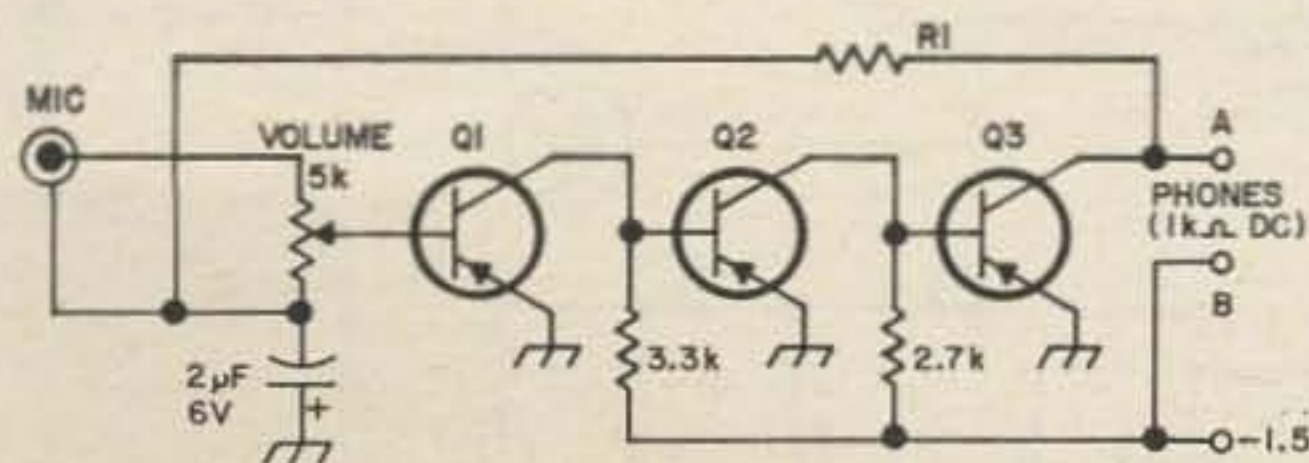 R1
MIC
VOLUME
5k
Q1
Q2
Q3
A
PHONES
(1kΩ DC)
B
2µF
6V
+
3.3k
2.7k
-1.5